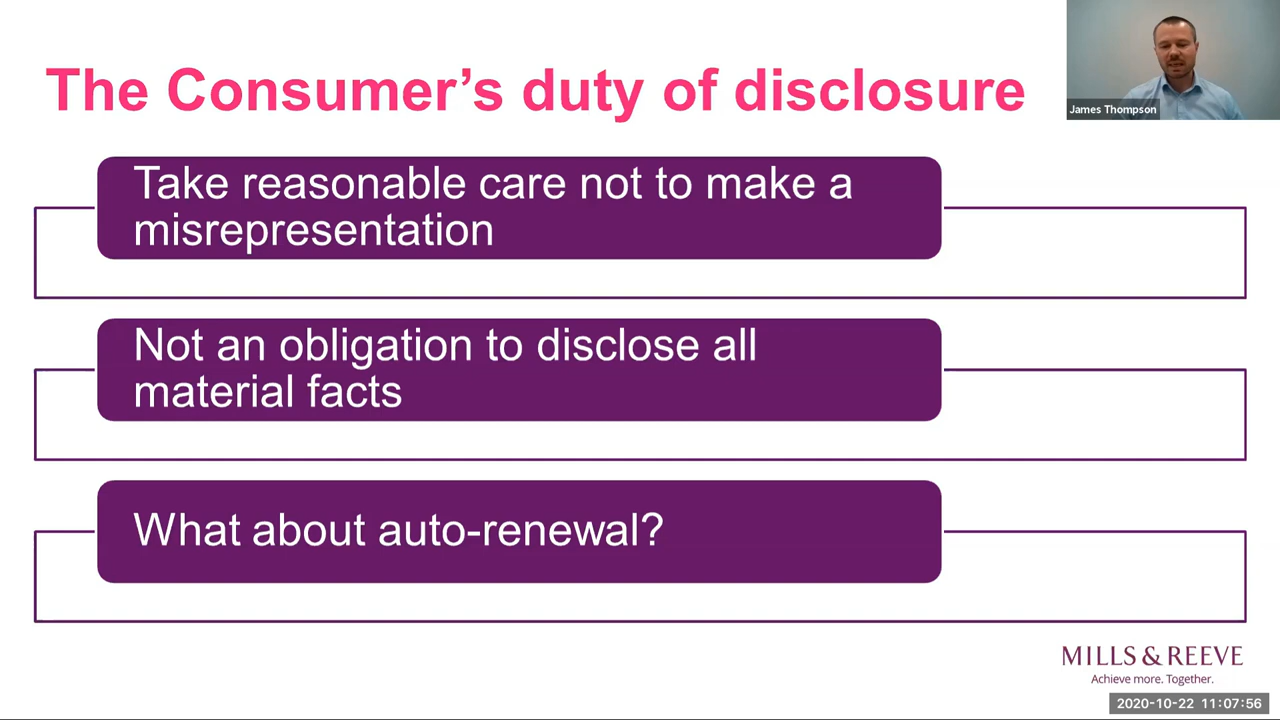 The Consumer’s duty of disclosure
James Thompson
Take reasonable care not to make a
misrepresentation
Not an obligation to disclose all
material facts
What about auto-renewal?
MILLS & REEVE
Achieve more. Together.
2020-10-22 11:07:56